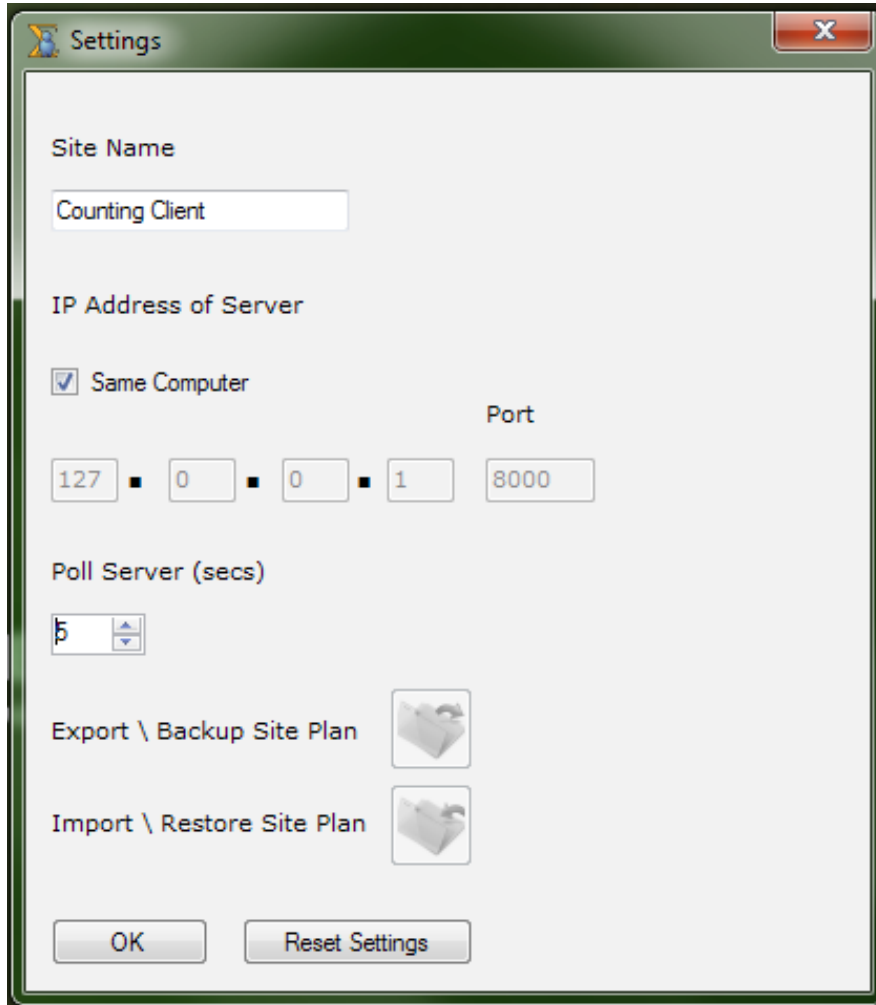 Settings
Site Name
Counting Client
IP Address of Server
Same Computer
Port
127 ▪ 0 ▪ 0 ▪ 1 8000
Poll Server (secs)
5
Export \ Backup Site Plan
Import \ Restore Site Plan
OK Reset Settings